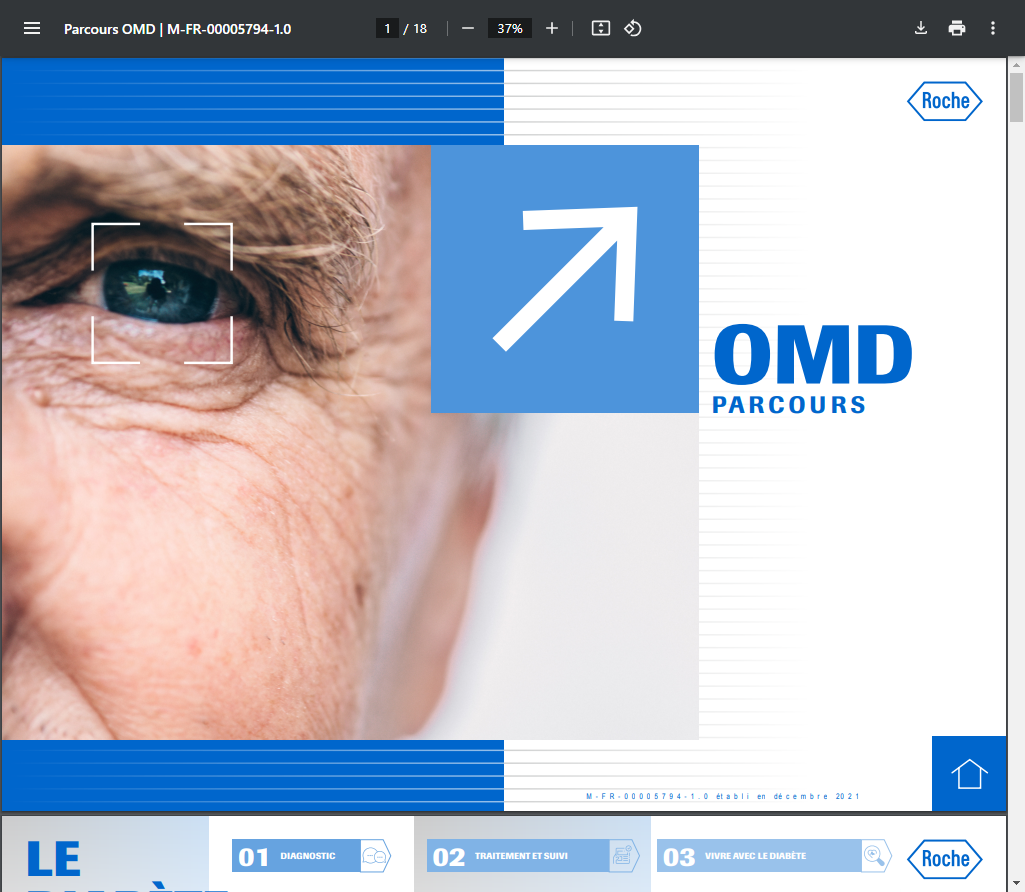 Parcours OMD | M-FR-00005794-1.0
1 / 18
37%
Roche
OMD
PARCOURS
M-FR-00005794-1.0 établi en décembre 2021
LE
DIABÈTE
01 DIAGNOSTIC
02 TRAITEMENT ET SUIVI
03 VIVRE AVEC LE DIABÈTE
Roche